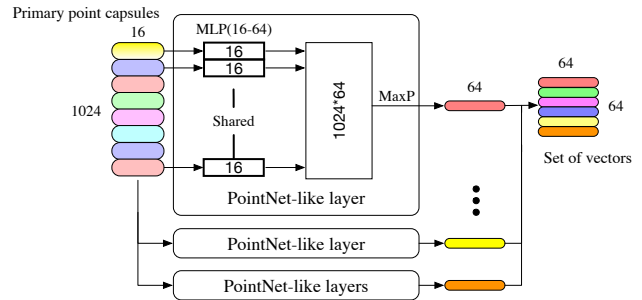 Primary point capsules
16
1024
MLP(16-64)
16
16
Shared
16
1024*64
MaxP
PointNet-like layer
64
64
64
Set of vectors
PointNet-like layer
PointNet-like layers